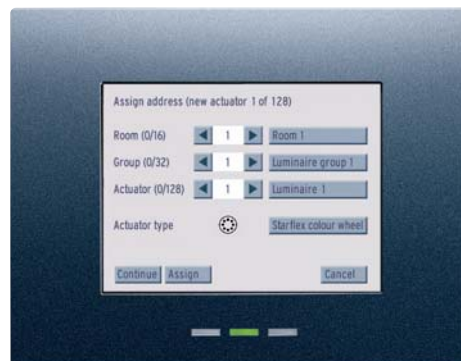 Assign address (new actuator 1 of 128)
Room (0/16) 1 Room 1
Group (0/32) 1 Luminaire group 1
Actuator (0/128) 1 Luminaire 1
Actuator type Starflex colour wheel
Continue Assign Cancel